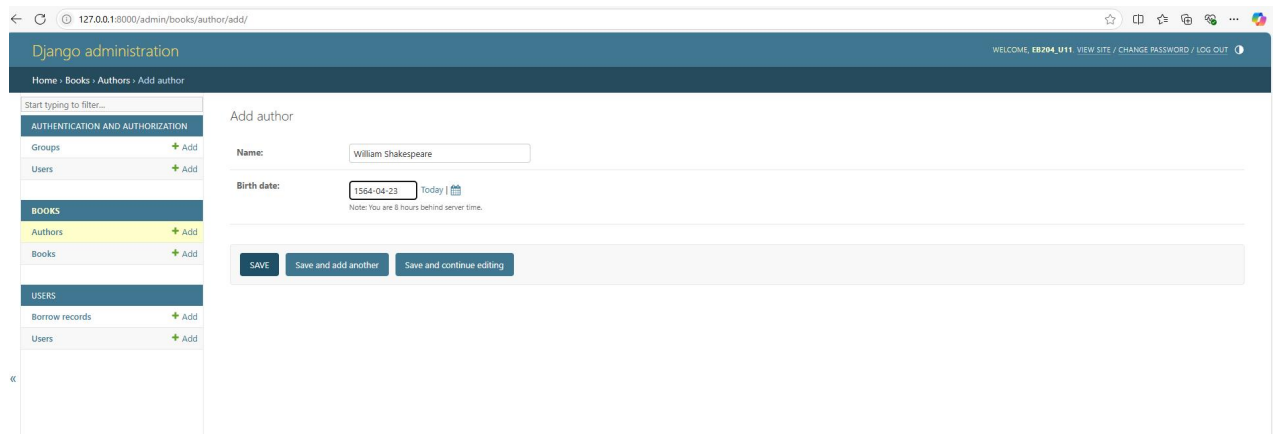 127.0.0.1:8000/admin/books/author/add/
Django administration
WELCOME, EB204_U11. VIEW SITE / CHANGE PASSWORD / LOG OUT
Home › Books › Authors › Add author
Start typing to filter...
AUTHENTICATION AND AUTHORIZATION
Groups + Add
Users + Add
BOOKS
Authors + Add
Books + Add
USERS
Borrow records + Add
Users + Add
«
Add author
Name: William Shakespeare
Birth date: 1564-04-23 Today |
Note: You are 8 hours behind server time.
SAVE Save and add another Save and continue editing